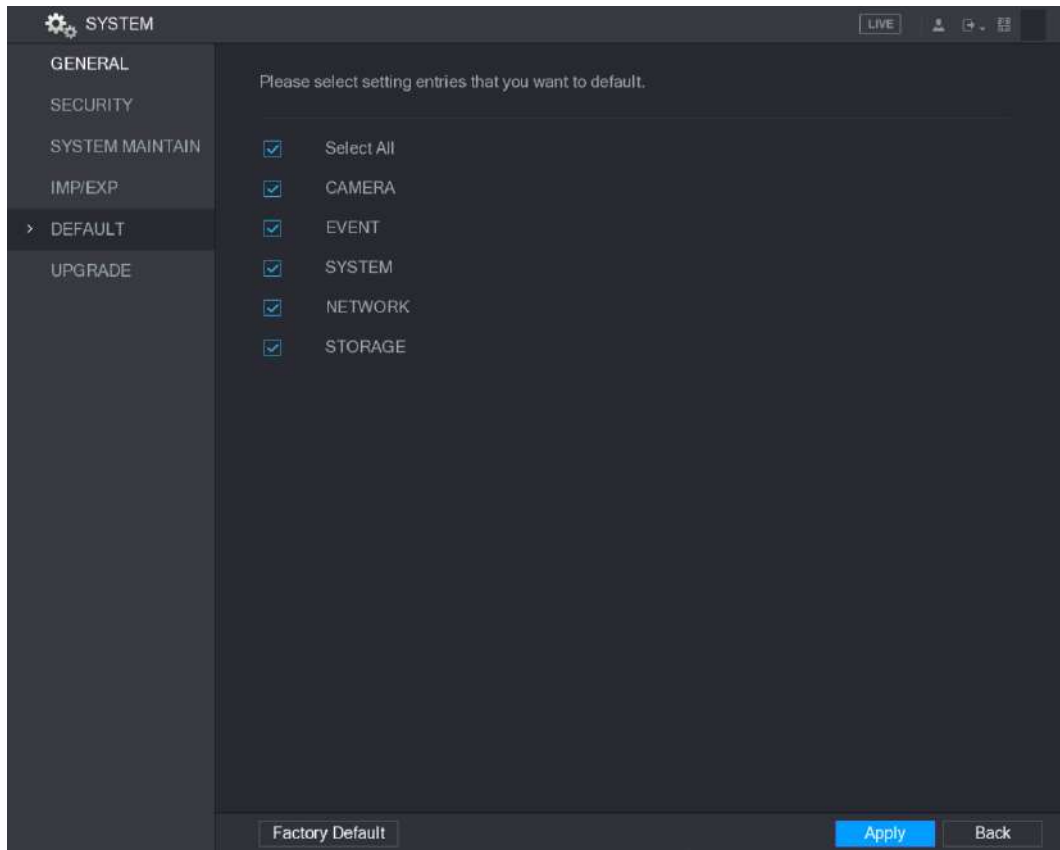 SYSTEM
LIVE
GENERAL
SECURITY
SYSTEM MAINTAIN
IMP/EXP
DEFAULT
UPGRADE
Please select setting entries that you want to default.
Select All
CAMERA
EVENT
SYSTEM
NETWORK
STORAGE
Factory Default
Apply
Back